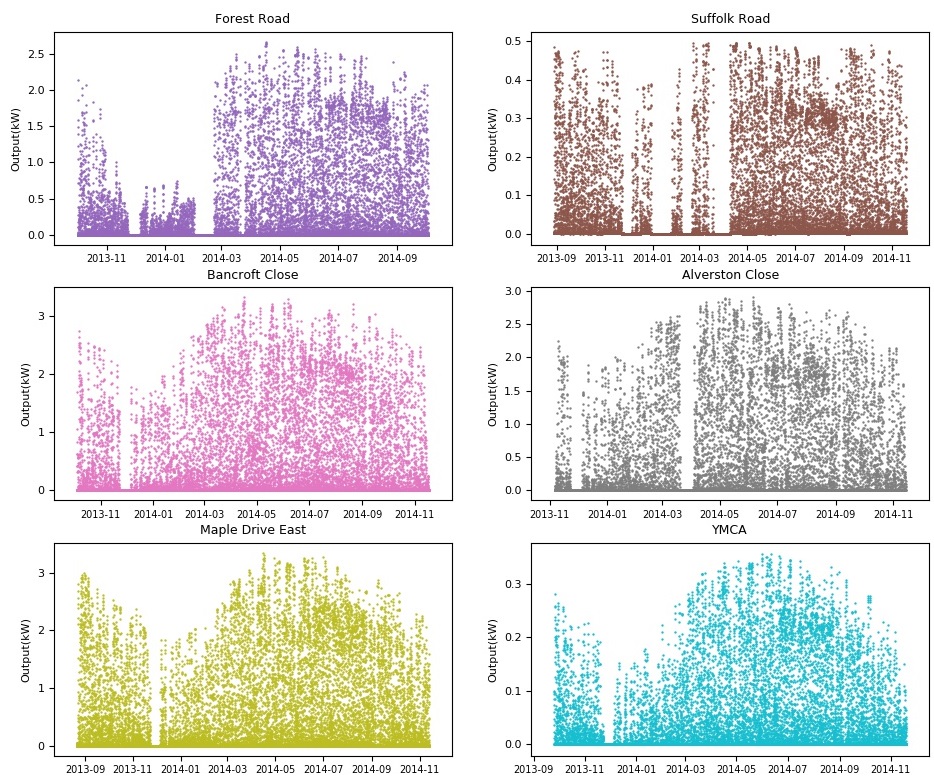 Forest Road
Output(kW)
2.5
2.0
1.5
1.0
0.5
0.0
2013-11 2014-01 2014-03 2014-05 2014-07 2014-09
Suffolk Road
Output(kW)
0.5
0.4
0.3
0.2
0.1
0.0
2013-09 2013-11 2014-01 2014-03 2014-05 2014-07 2014-09 2014-11
Bancroft Close
Output(kW)
3
2
1
0
2013-11 2014-01 2014-03 2014-05 2014-07 2014-09 2014-11
Alverston Close
Output(kW)
3.0
2.5
2.0
1.5
1.0
0.5
0.0
2013-11 2014-01 2014-03 2014-05 2014-07 2014-09 2014-11
Maple Drive East
Output(kW)
3
2
1
0
2013-09 2013-11 2014-01 2014-03 2014-05 2014-07 2014-09 2014-11
YMCA
Output(kW)
0.3
0.2
0.1
0.0
2013-09 2013-11 2014-01 2014-03 2014-05 2014-07 2014-09 2014-11